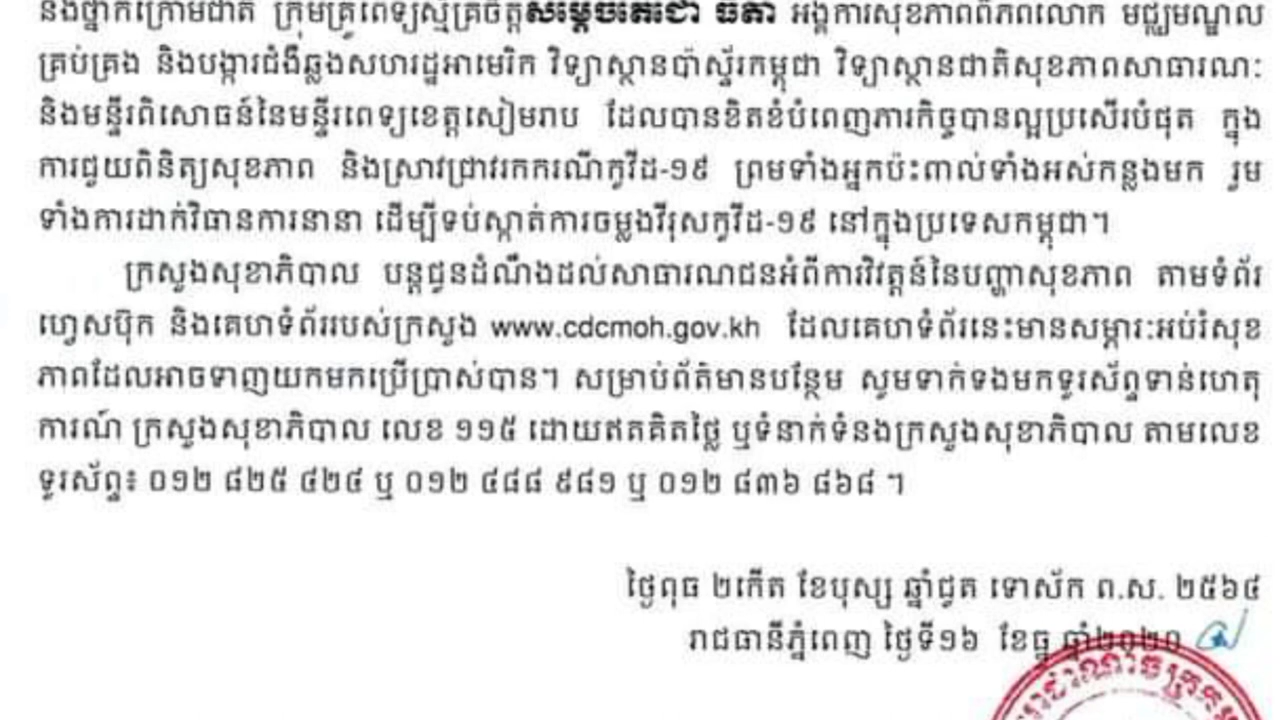 និងថ្នាក់ក្រោមជាតិ ក្រុមគ្រូពេទ្យស្ម័គ្រចិត្តសម្តេចតេជោ ធិតា អង្គការសុខភាពពិភពលោក មជ្ឈមណ្ឌល
គ្រប់គ្រង និងបង្ការជំងឺឆ្លងសហរដ្ឋអាមេរិក វិទ្យាស្ថានប៉ាស្ទ័រកម្ពុជា វិទ្យាស្ថានជាតិសុខភាពសាធារណៈ
និងមន្ទីរពិសោធន៍នៃមន្ទីរពេទ្យខេត្តសៀមរាប ដែលបានខិតខំបំពេញភារកិច្ចបានល្អប្រសើរបំផុត ក្នុង
ការជួយពិនិត្យសុខភាព និងស្រាវជ្រាវរកករណីកូវីដ-១៩ ព្រមទាំងអ្នកប៉ះពាល់ទាំងអស់កន្លងមក រួម
ទាំងការដាក់វិធានការនានា ដើម្បីទប់ស្កាត់ការចម្លងវីរុសកូវីដ-១៩ នៅក្នុងប្រទេសកម្ពុជា។
ក្រសួងសុខាភិបាល បន្តជូនដំណឹងដល់សាធារណជនអំពីការវិវត្តន៍នៃបញ្ហាសុខភាព តាមទំព័រ
ហ្វេសប៊ុក និងគេហទំព័ររបស់ក្រសួង www.cdcmoh.gov.kh ដែលគេហទំព័រនេះមានសម្ភារៈអប់រំសុខ
ភាពដែលអាចទាញយកមកប្រើប្រាស់បាន។ សម្រាប់ព័ត៌មានបន្ថែម សូមទាក់ទងមកទូរស័ព្ទទាន់ហេតុ
ការណ៍ ក្រសួងសុខាភិបាល លេខ ១១៥ ដោយឥតគិតថ្លៃ ឬទំនាក់ទំនងក្រសួងសុខាភិបាល តាមលេខ
ទូរស័ព្ទ៖ ០១២ ៨២៥ ៤២៤ ឬ ០១២ ៤៨៨ ៩៨១ ឬ ០១២ ៨៣៦ ៨៦៨ ។
ថ្ងៃពុធ ២កើត ខែបុស្ស ឆ្នាំជូត ទោស័ក ព.ស. ២៥៦៤
រាជធានីភ្នំពេញ ថ្ងៃទី១៦ ខែធ្នូ ឆ្នាំ២០២០